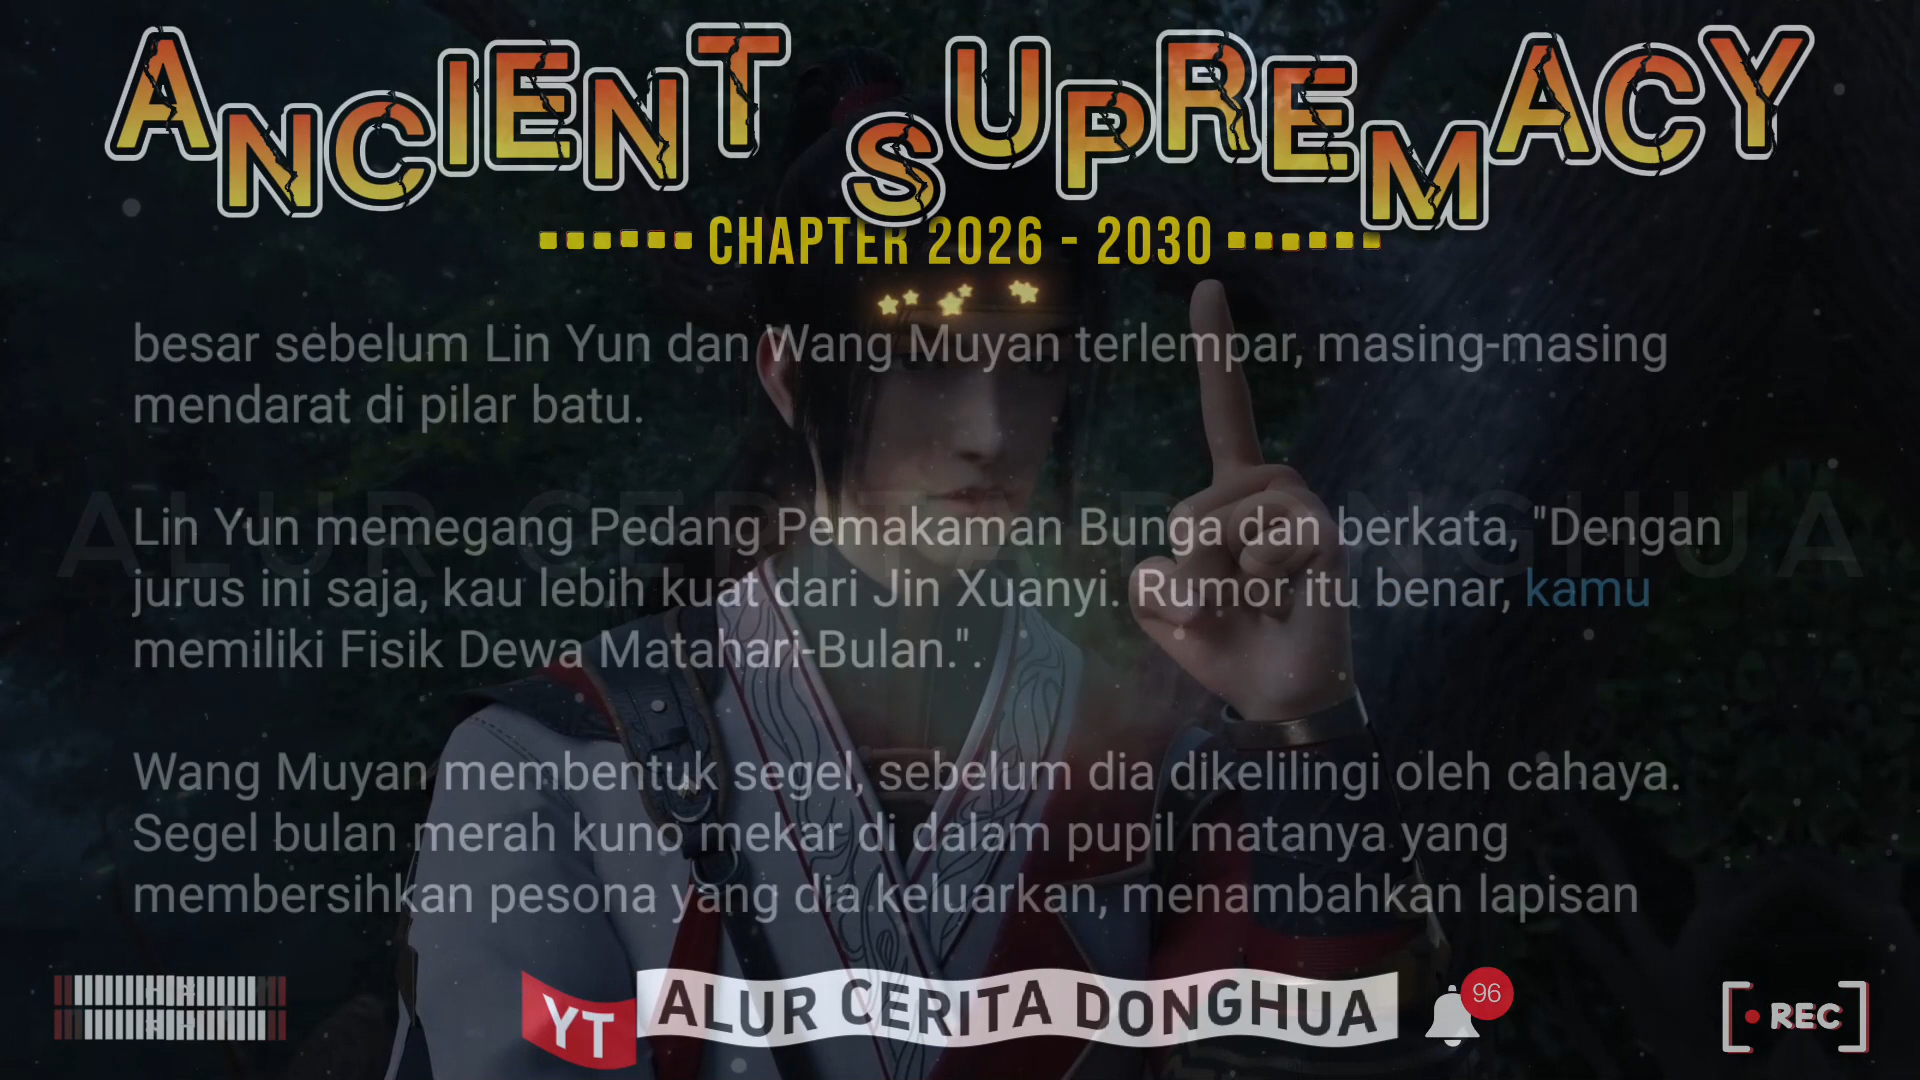 ANCIENT SUPREMACY
CHAPTER 2026 - 2030
besar sebelum Lin Yun dan Wang Muyan terlempar, masing-masing
mendarat di pilar batu.
ALUR CERITA DONGHUA
Lin Yun memegang Pedang Pemakaman Bunga dan berkata, "Dengan
jurus ini saja, kau lebih kuat dari Jin Xuanyi. Rumor itu benar, kamu
memiliki Fisik Dewa Matahari-Bulan.".
Wang Muyan membentuk segel, sebelum dia dikelilingi oleh cahaya.
Segel bulan merah kuno mekar di dalam pupil matanya yang
membersihkan pesona yang dia keluarkan, menambahkan lapisan
YT ALUR CERITA DONGHUA 96
REC